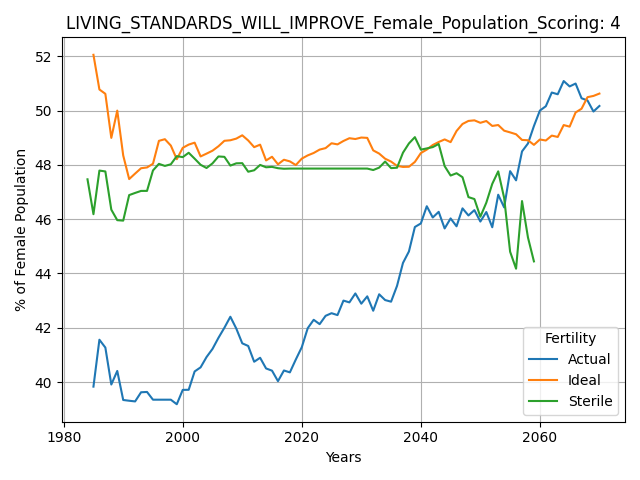 LIVING_STANDARDS_WILL_IMPROVE_Female_Population_Scoring: 4
% of Female Population
52
50
48
46
44
42
40
1980
2000
2020
2040
2060
Years
Fertility
Actual
Ideal
Sterile